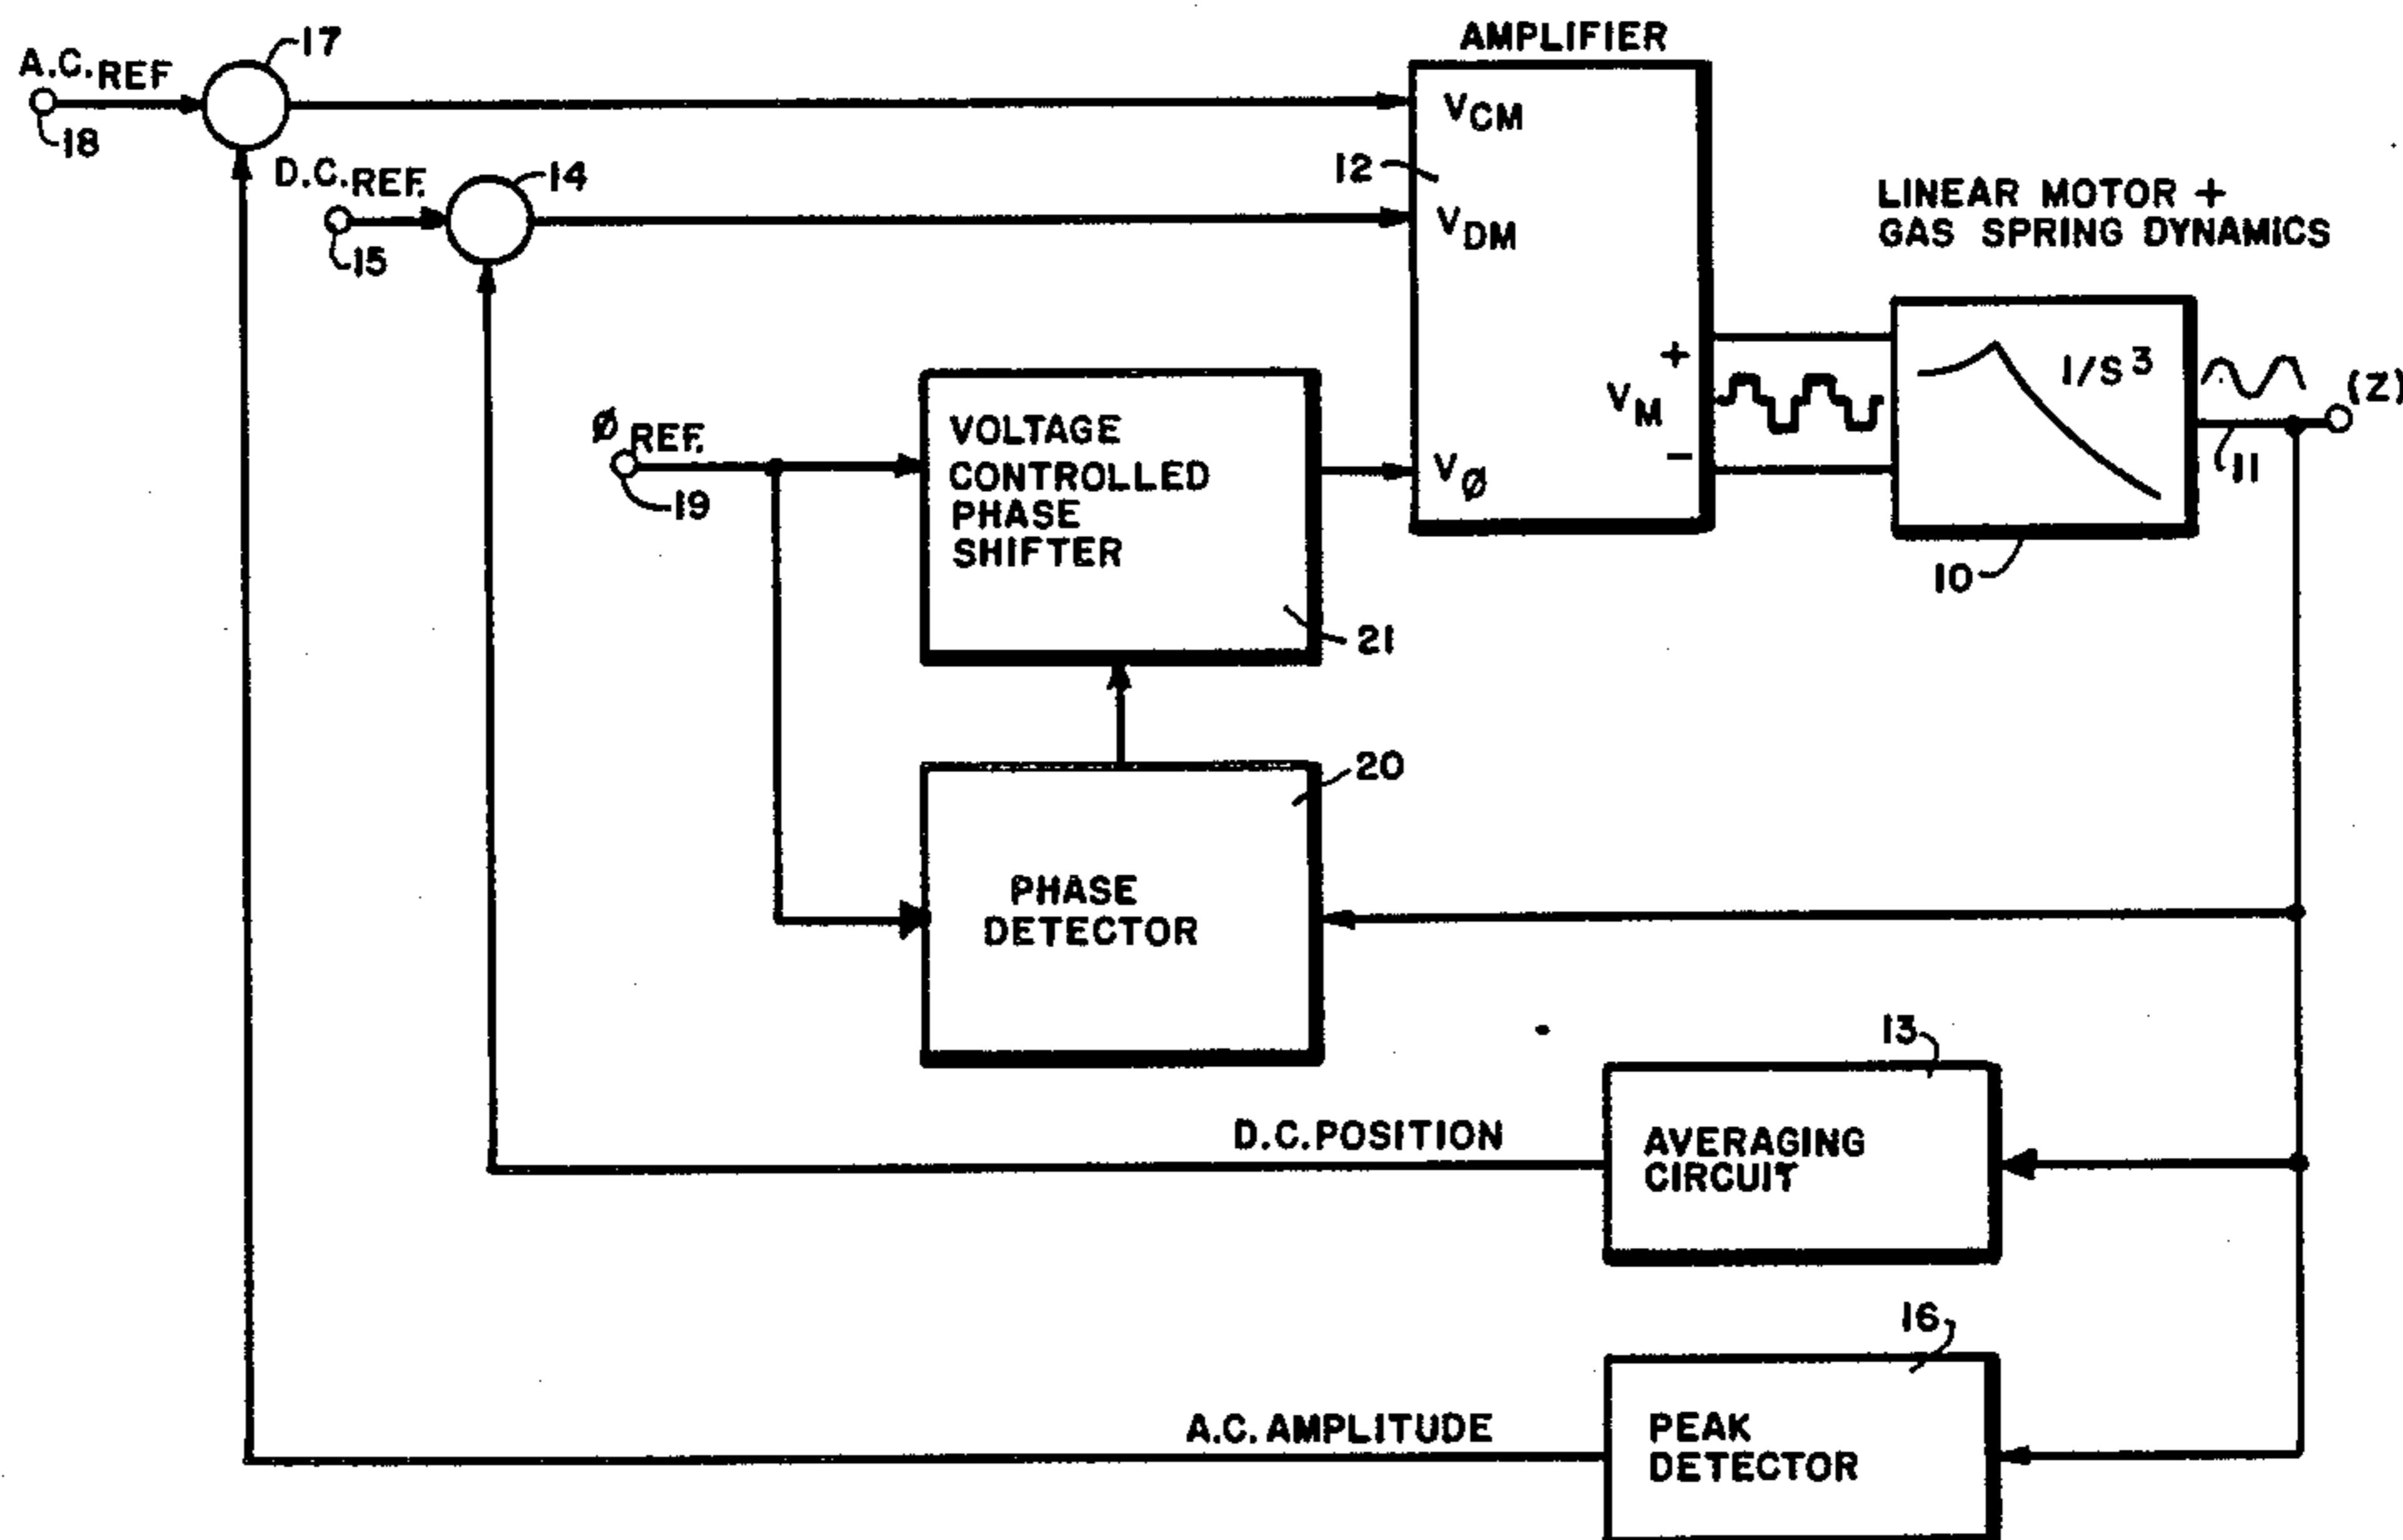 AMPLIFIER
17
A.C.REF
18
VCM
D.C.REF.
14
12
15
VDM
LINEAR MOTOR +
GAS SPRING DYNAMICS
+
1/S³
VM
(Z)
Ø REF.
19
VOLTAGE
CONTROLLED
PHASE
SHIFTER
VØ
−
11
10
21
20
PHASE
DETECTOR
13
D.C.POSITION
AVERAGING
CIRCUIT
16
A.C. AMPLITUDE
PEAK
DETECTOR